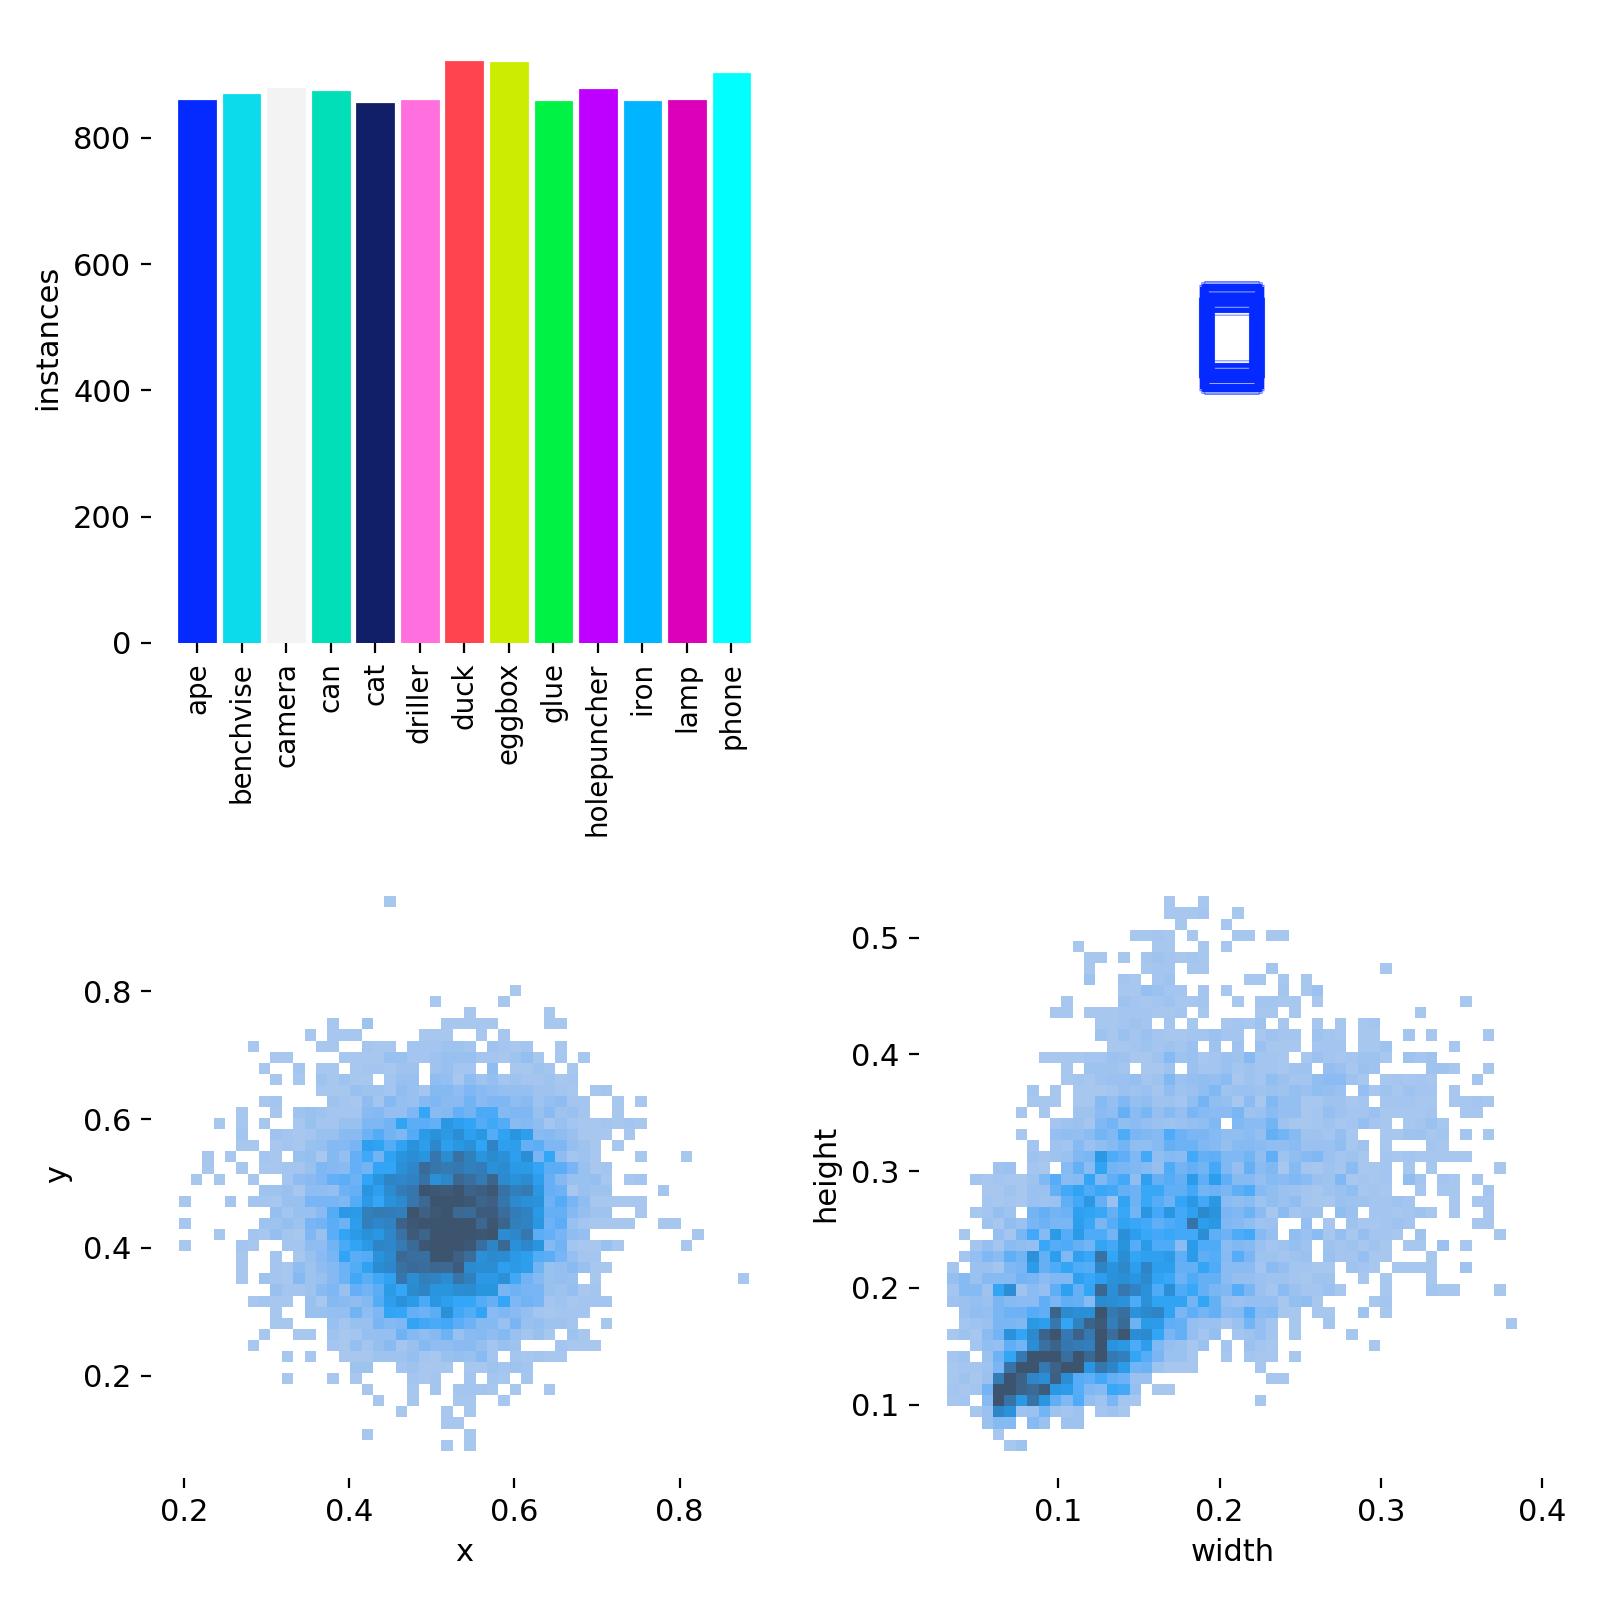 800
600
400
200
0
instances
ape
benchvise
camera
can
cat
driller
duck
eggbox
glue
holepuncher
iron
lamp
phone
0.8
0.6
0.4
0.2
y
0.2
0.4
0.6
0.8
x
0.5
0.4
0.3
0.2
0.1
height
0.1
0.2
0.3
0.4
width